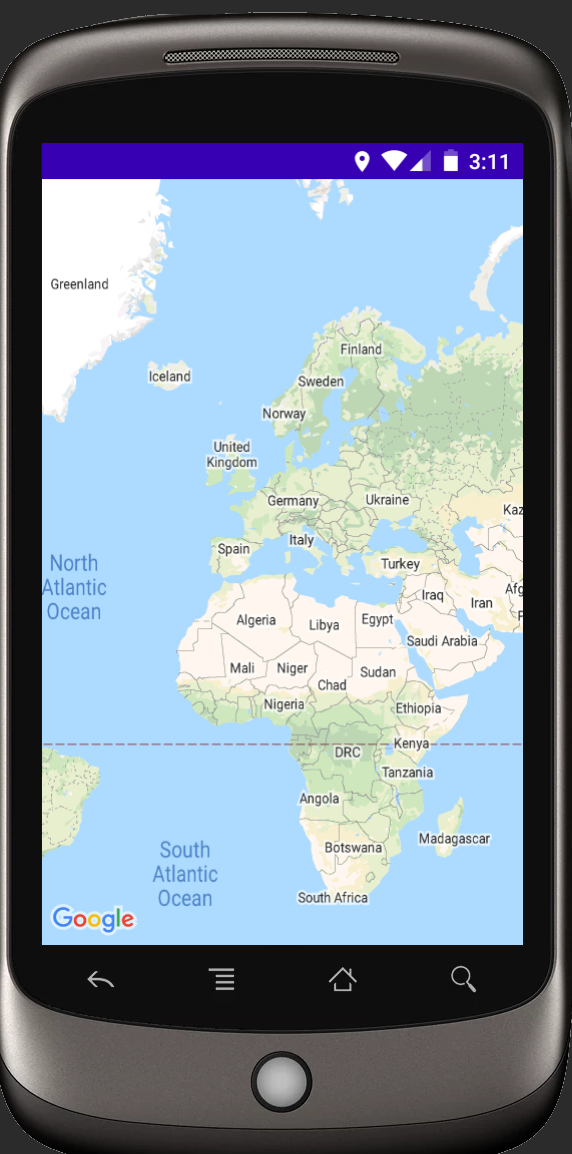 3:11
Greenland
Finland
Iceland
Sweden
Norway
United
Kingdom
Germany
Ukraine
Kaz
Spain
Italy
Turkey
North
Atlantic
Ocean
Iraq
Iran
Afg
Algeria
Libya
Egypt
Saudi Arabia
Mali
Niger
Chad
Sudan
Nigeria
Ethiopia
DRC
Kenya
Tanzania
Angola
Madagascar
Botswana
South
Atlantic
Ocean
South Africa
Google